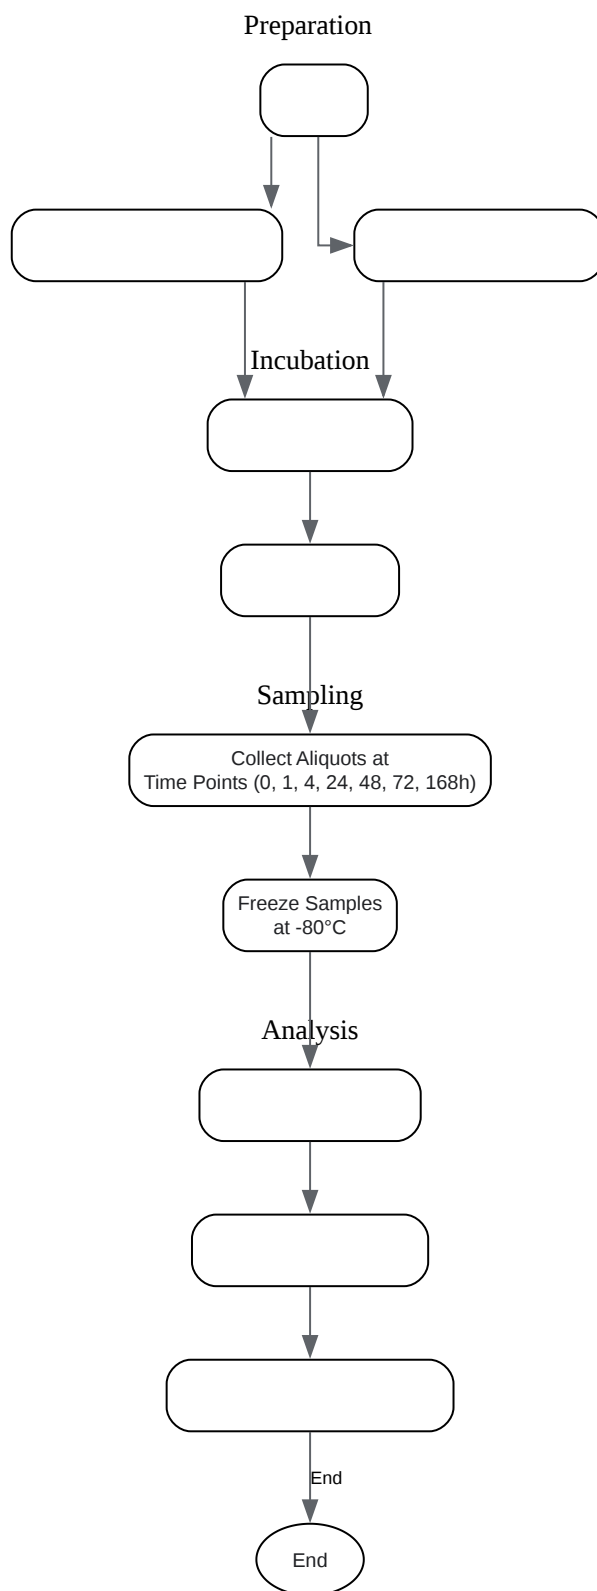 Preparation
Incubation
Sampling
Collect Aliquots at
Time Points (0, 1, 4, 24, 48, 72, 168h)
Freeze Samples
at -80°C
Analysis
End
End